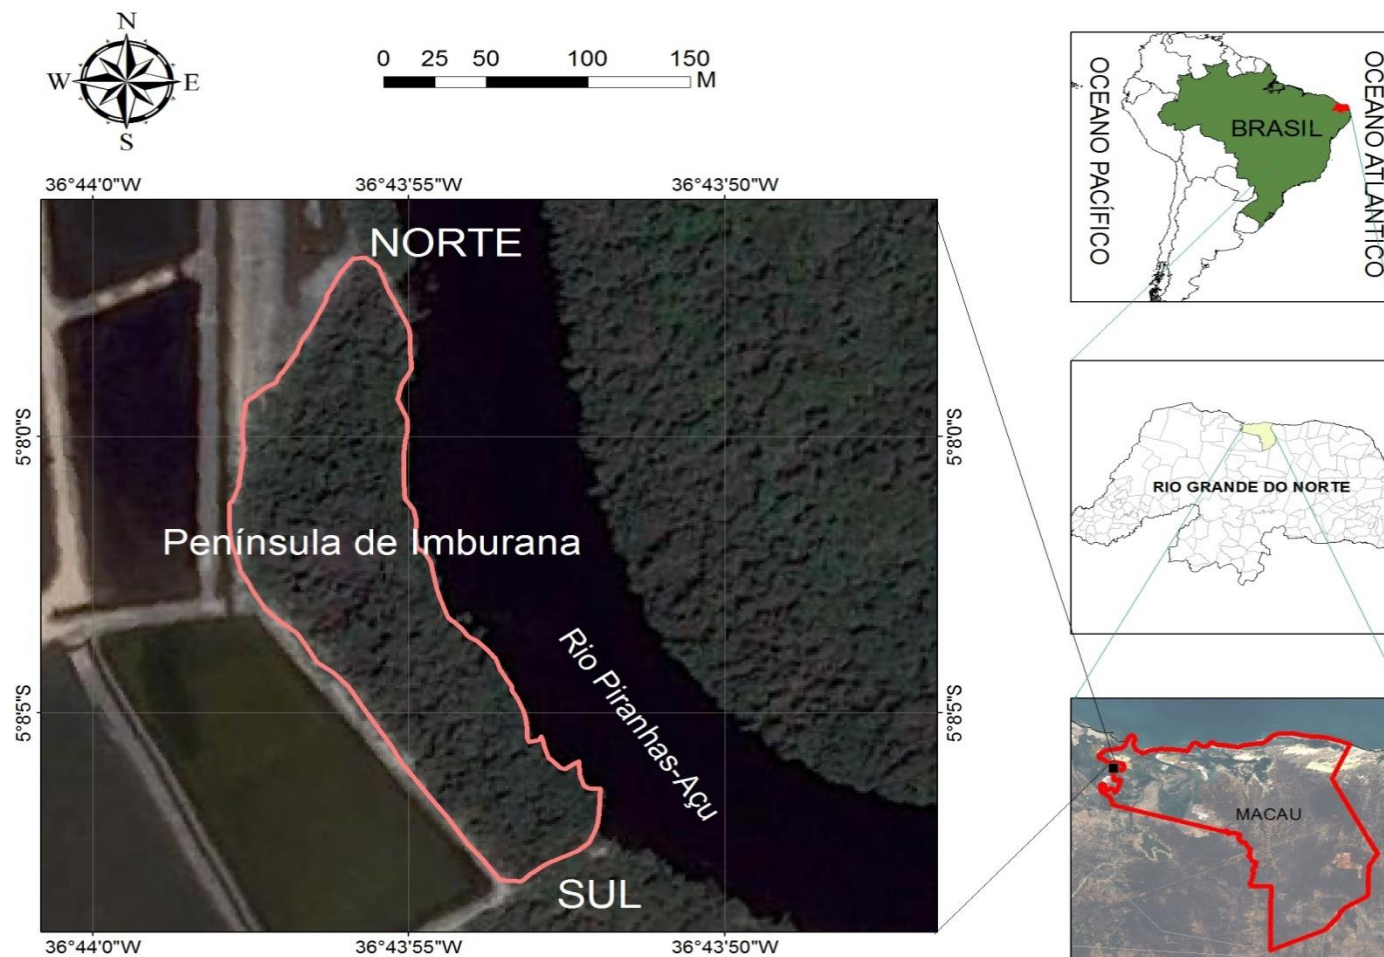 N
W E
S
0 25 50 100 150
M
36°44'0"W 36°43'55"W 36°43'50"W
NORTE
5°8'0"S 5°8'0"S
Península de Imburana
Rio Piranhas-Açu
5°8'5"S 5°8'5"S
SUL
36°44'0"W 36°43'55"W 36°43'50"W
OCEANO PACÍFICO
BRASIL
OCEANO ATLÂNTICO
RIO GRANDE DO NORTE
MACAU